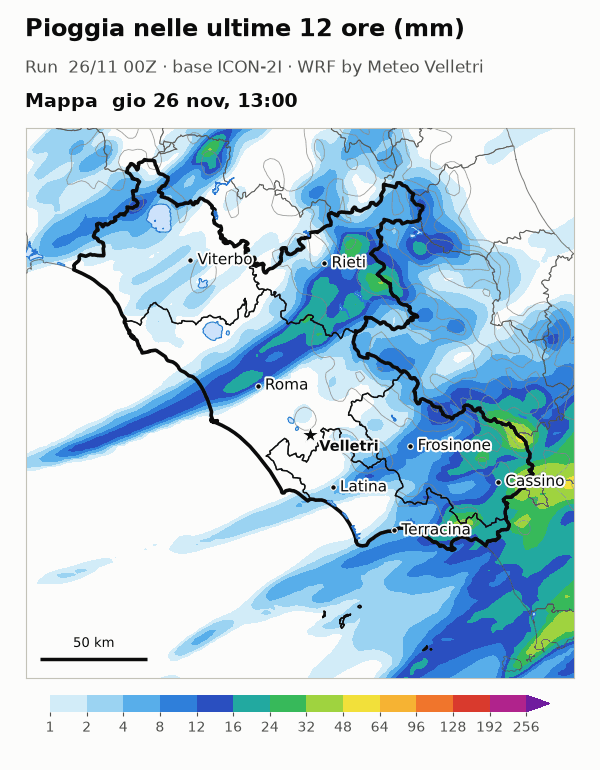 Pioggia nelle ultime 12 ore (mm)
Run  26/11 00Z · base ICON-2I · WRF by Meteo Velletri
Mappa  gio 26 nov, 13:00
Viterbo
Rieti
Roma
Velletri
Frosinone
Cassino
Latina
Terracina
50 km
1 2 4 8 12 16 24 32 48 64 96 128 192 256